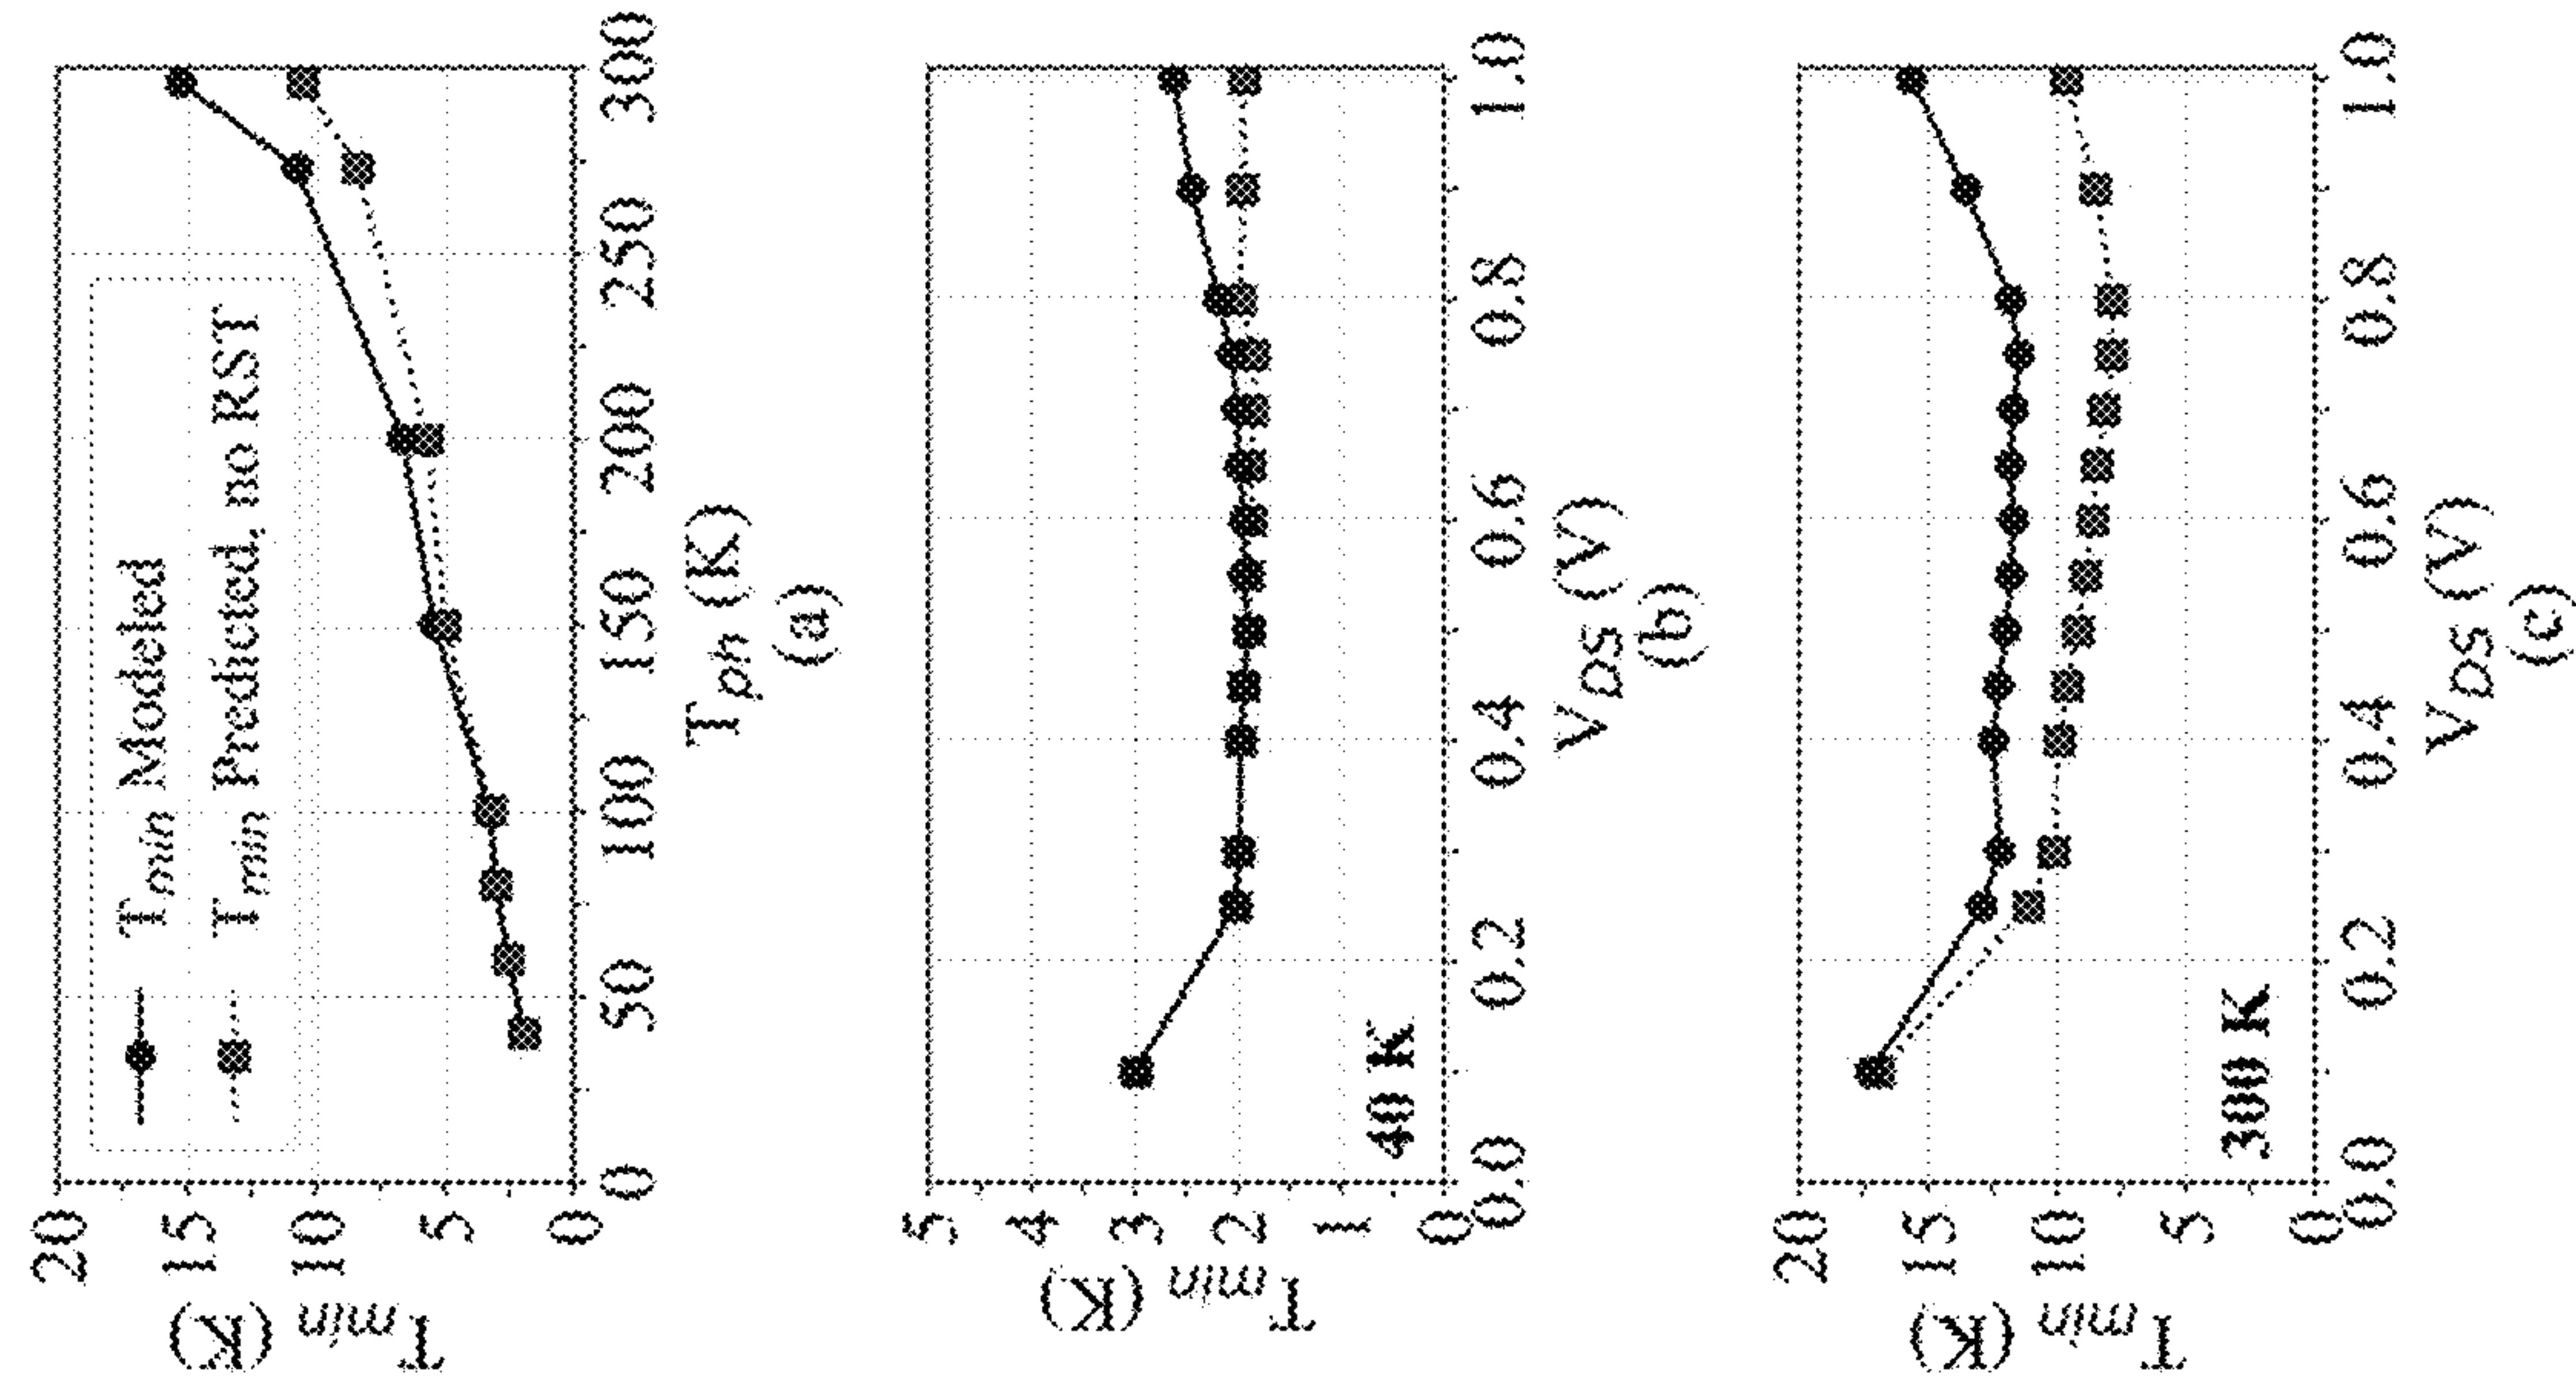 T_min (K)
20
15
10
5
0
T_min Modeled
T_min Predicted, no RST
0 50 100 150 200 250 300
T_ph (K)
(a)
T_min (K)
5
4
3
2
1
0
40 K
0.0 0.2 0.4 0.6 0.8 1.0
V_DS (V)
(b)
T_min (K)
20
15
10
5
0
300 K
0.0 0.2 0.4 0.6 0.8 1.0
V_DS (V)
(c)